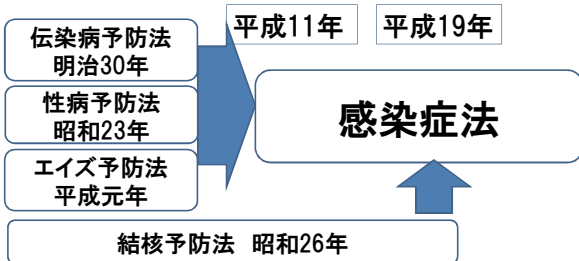 平成11年 平成19年
伝染病予防法
明治30年
性病予防法
昭和23年
感染症法
エイズ予防法
平成元年
結核予防法 昭和26年